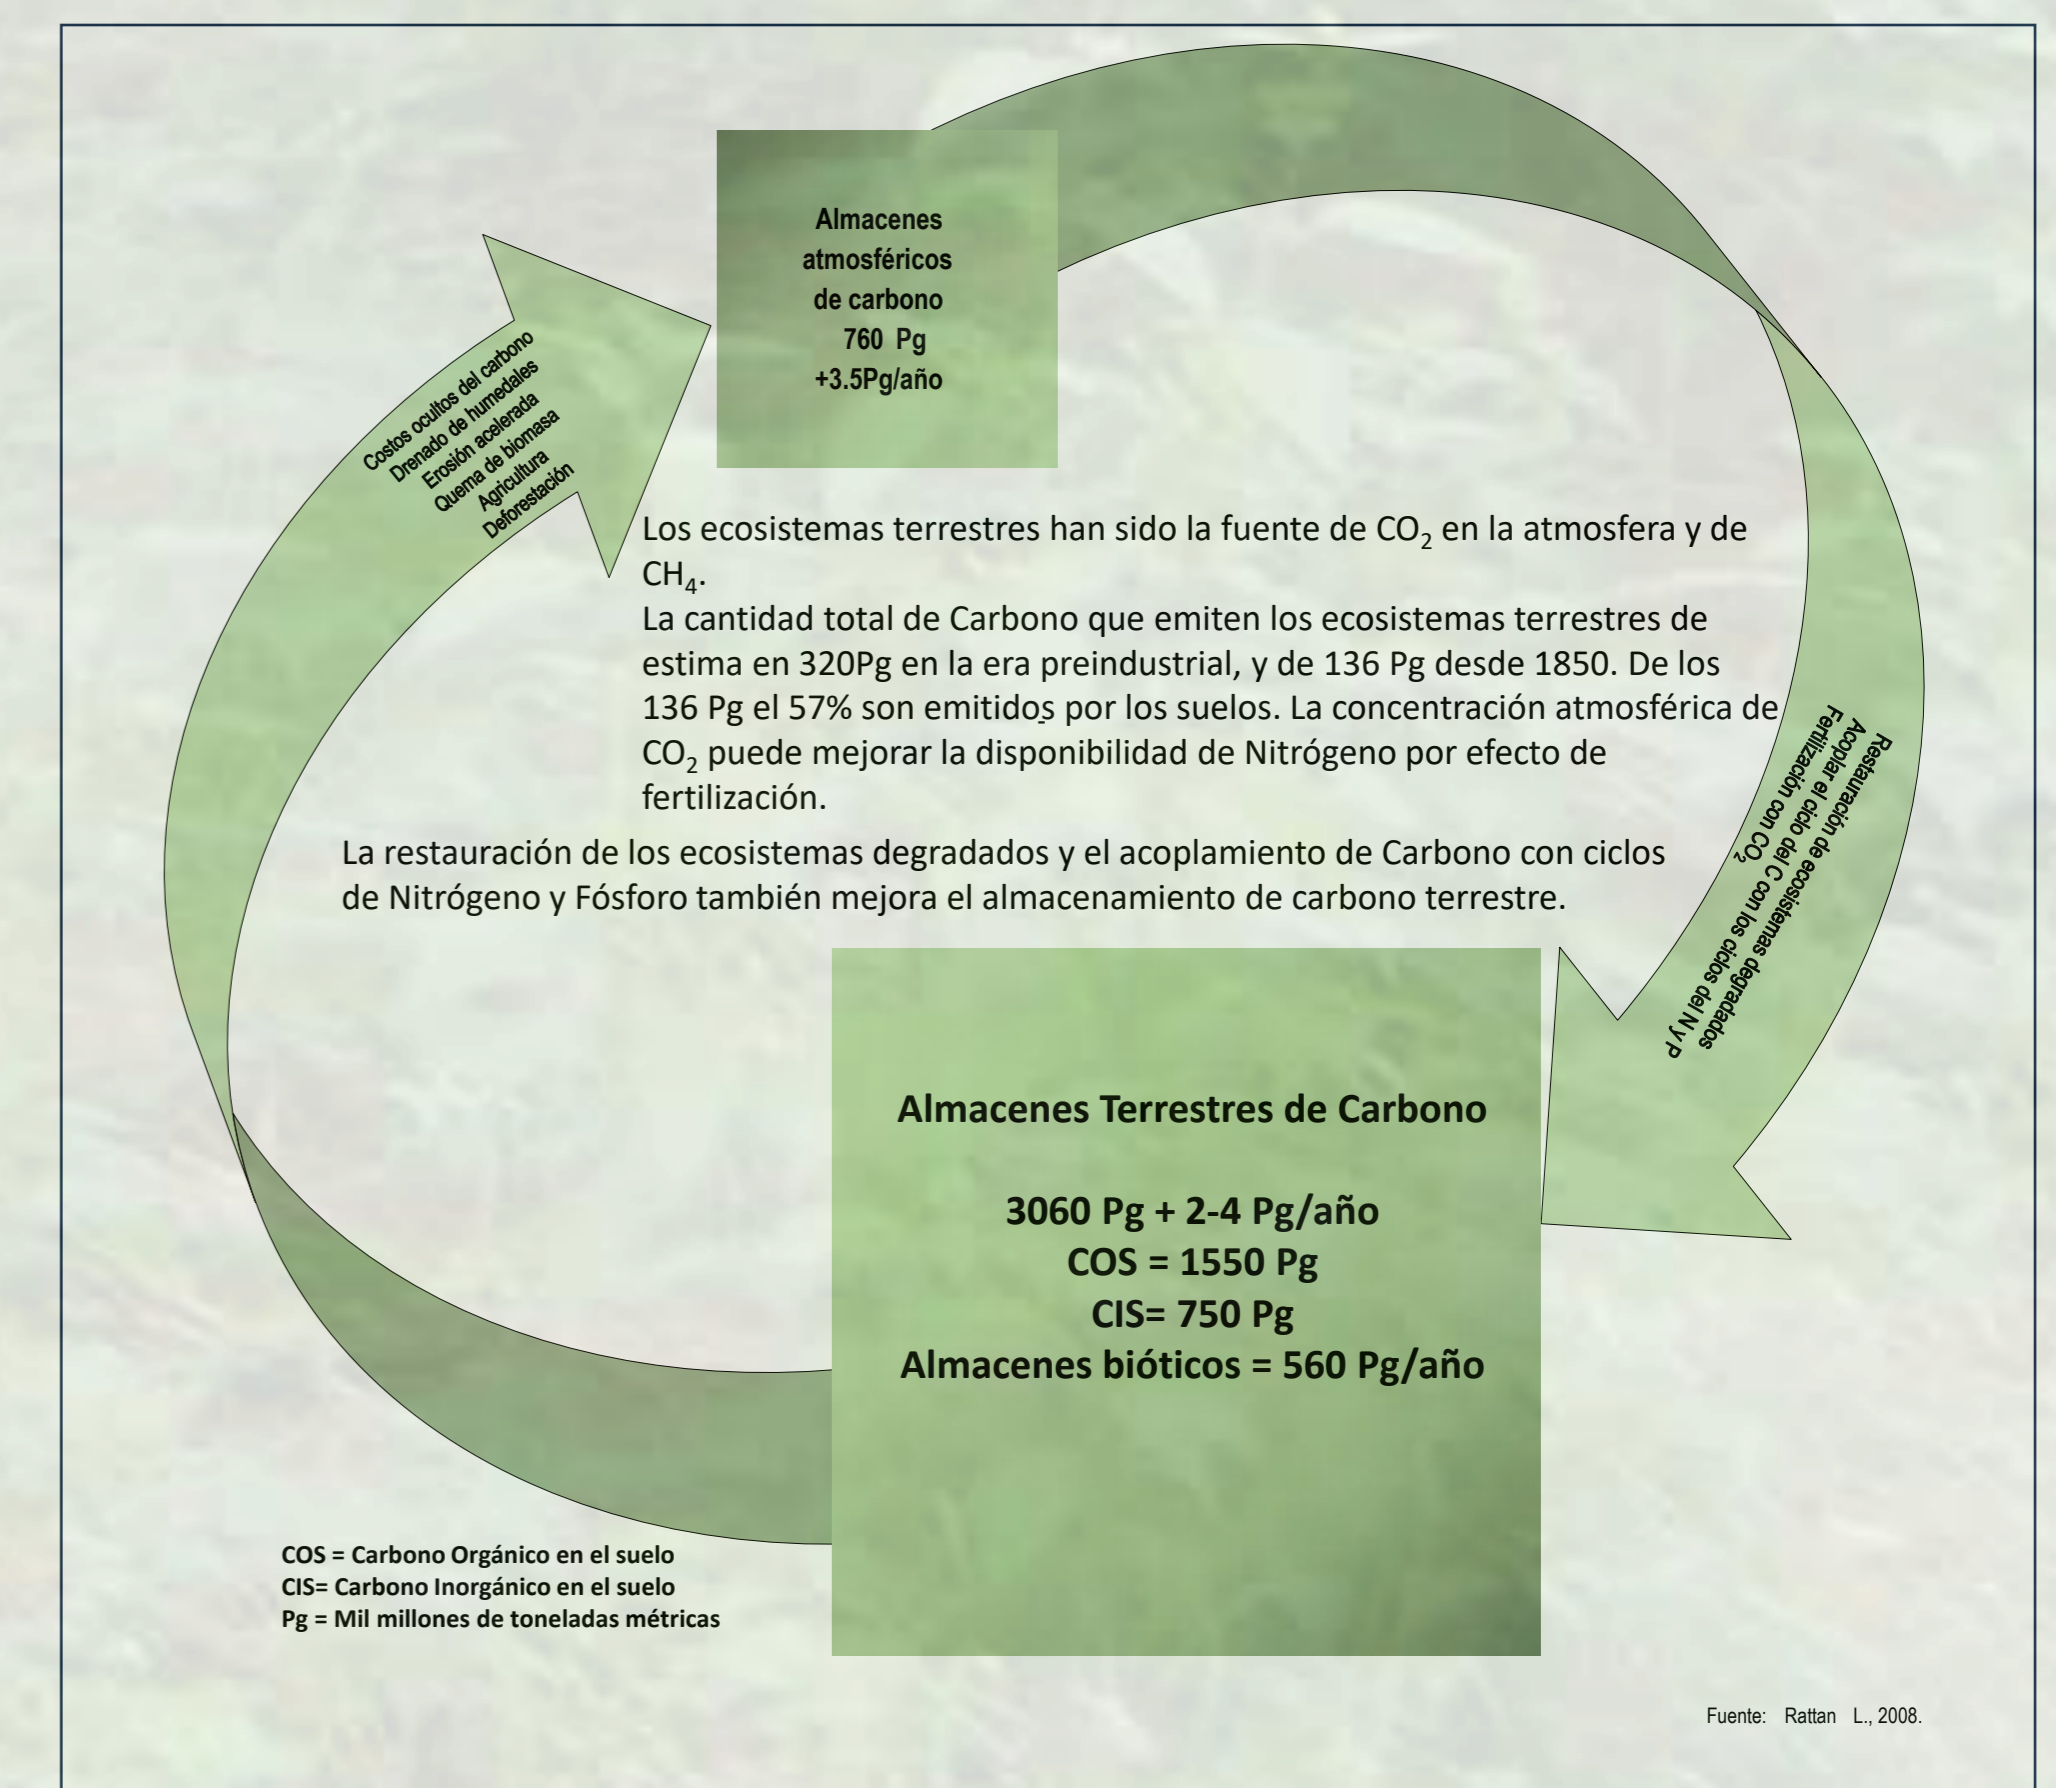 Almacenes
atmosféricos
de carbono
760 Pg
+3.5Pg/año
Costos ocultos del carbono
Drenado de humedales
Erosión acelerada
Quema de biomasa
Agricultura
Deforestación
Los ecosistemas terrestres han sido la fuente de CO₂ en la atmosfera y de
CH₄.
La cantidad total de Carbono que emiten los ecosistemas terrestres de
estima en 320Pg en la era preindustrial, y de 136 Pg desde 1850. De los
136 Pg el 57% son emitidos por los suelos. La concentración atmosférica de
CO₂ puede mejorar la disponibilidad de Nitrógeno por efecto de
fertilización.
La restauración de los ecosistemas degradados y el acoplamiento de Carbono con ciclos
de Nitrógeno y Fósforo también mejora el almacenamiento de carbono terrestre.
Restauración de ecosistemas degradados
Acoplar el ciclo del C con los ciclos del N y P
Fertilización con CO₂
Almacenes Terrestres de Carbono
3060 Pg + 2-4 Pg/año
COS = 1550 Pg
CIS= 750 Pg
Almacenes bióticos = 560 Pg/año
COS = Carbono Orgánico en el suelo
CIS= Carbono Inorgánico en el suelo
Pg = Mil millones de toneladas métricas
Fuente: Rattan L., 2008.